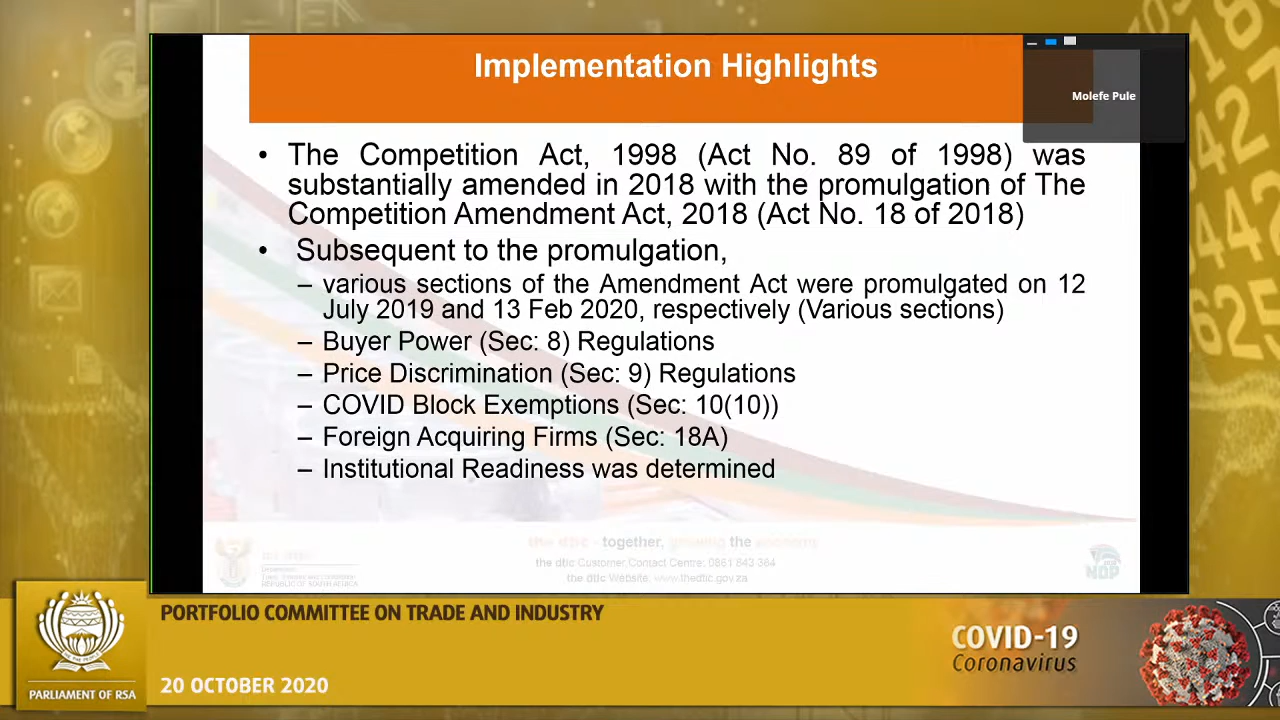 Implementation Highlights
Molefe Pule
• The Competition Act, 1998 (Act No. 89 of 1998) was
substantially amended in 2018 with the promulgation of The
Competition Amendment Act, 2018 (Act No. 18 of 2018)
• Subsequent to the promulgation,
– various sections of the Amendment Act were promulgated on 12
July 2019 and 13 Feb 2020, respectively (Various sections)
– Buyer Power (Sec: 8) Regulations
– Price Discrimination (Sec: 9) Regulations
– COVID Block Exemptions (Sec: 10(10))
– Foreign Acquiring Firms (Sec: 18A)
– Institutional Readiness was determined
the dtic - together, growing the economy
the dtic Customer Contact Centre: 0861 843 384
the dtic Website: www.thedtic.gov.za
REPUBLIC OF SOUTH AFRICA
NDP
PORTFOLIO COMMITTEE ON TRADE AND INDUSTRY
20 OCTOBER 2020
PARLIAMENT OF RSA
COVID-19
Coronavirus